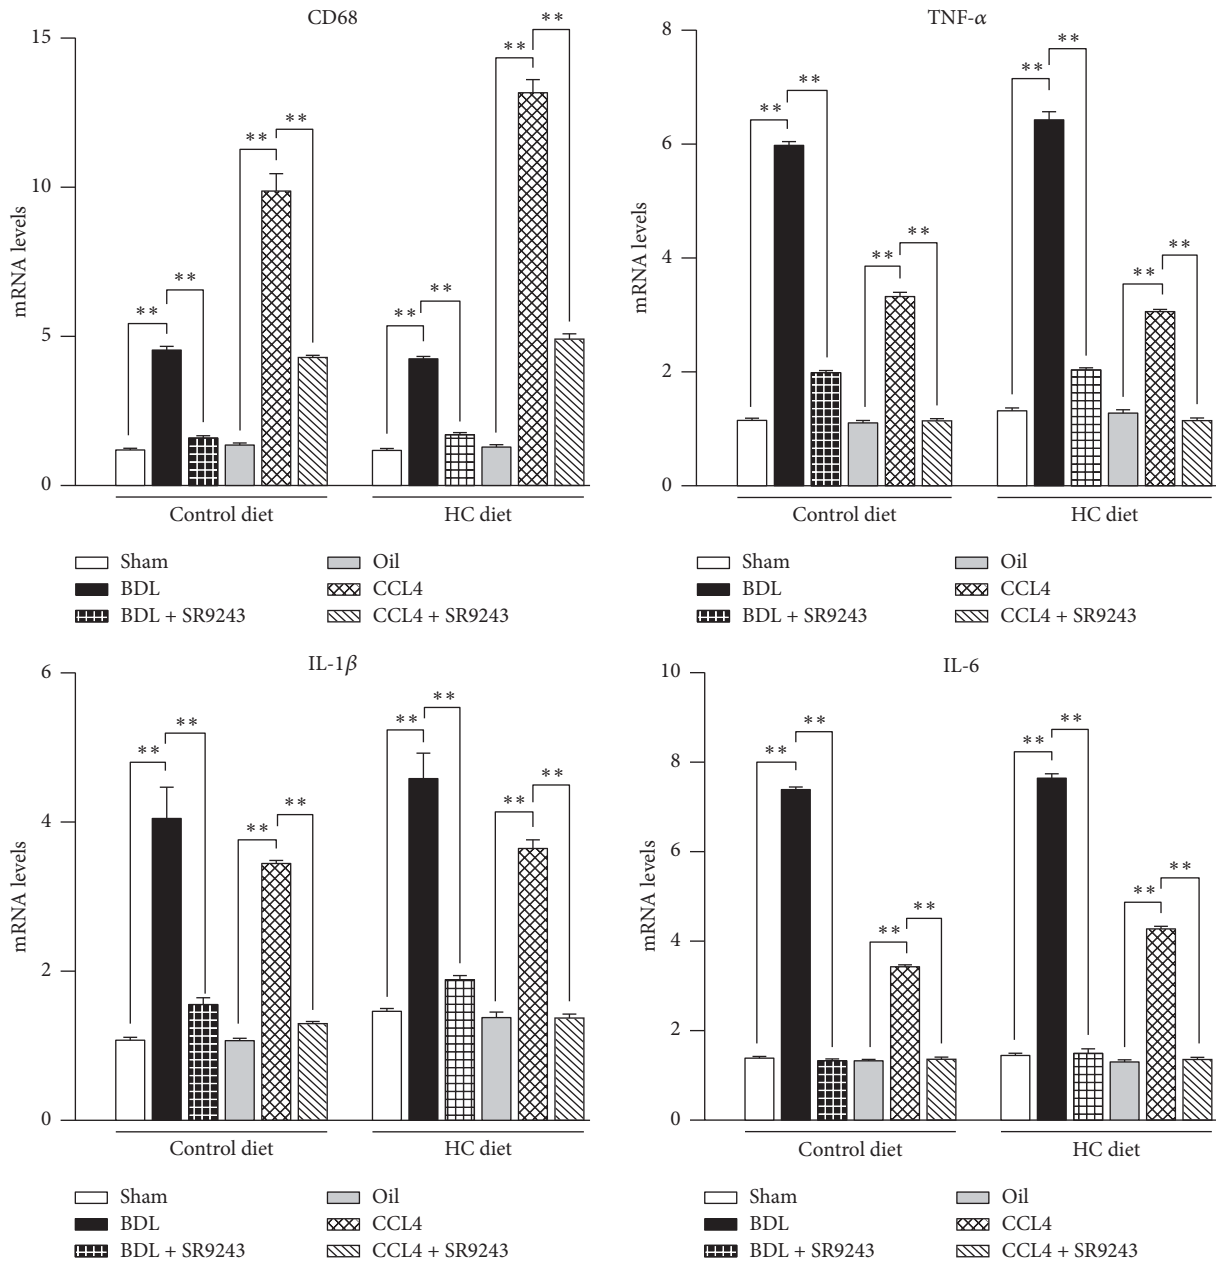 CD68
mRNA levels
15
10
5
0
** ** ** ** ** ** ** **
Control diet HC diet
Sham Oil
BDL CCL4
BDL + SR9243 CCL4 + SR9243
TNF-α
mRNA levels
8
6
4
2
0
** ** ** ** ** ** ** **
Control diet HC diet
Sham Oil
BDL CCL4
BDL + SR9243 CCL4 + SR9243
IL-1β
mRNA levels
6
4
2
0
** ** ** ** ** ** ** **
Control diet HC diet
Sham Oil
BDL CCL4
BDL + SR9243 CCL4 + SR9243
IL-6
mRNA levels
10
8
6
4
2
0
** ** ** ** ** ** ** **
Control diet HC diet
Sham Oil
BDL CCL4
BDL + SR9243 CCL4 + SR9243